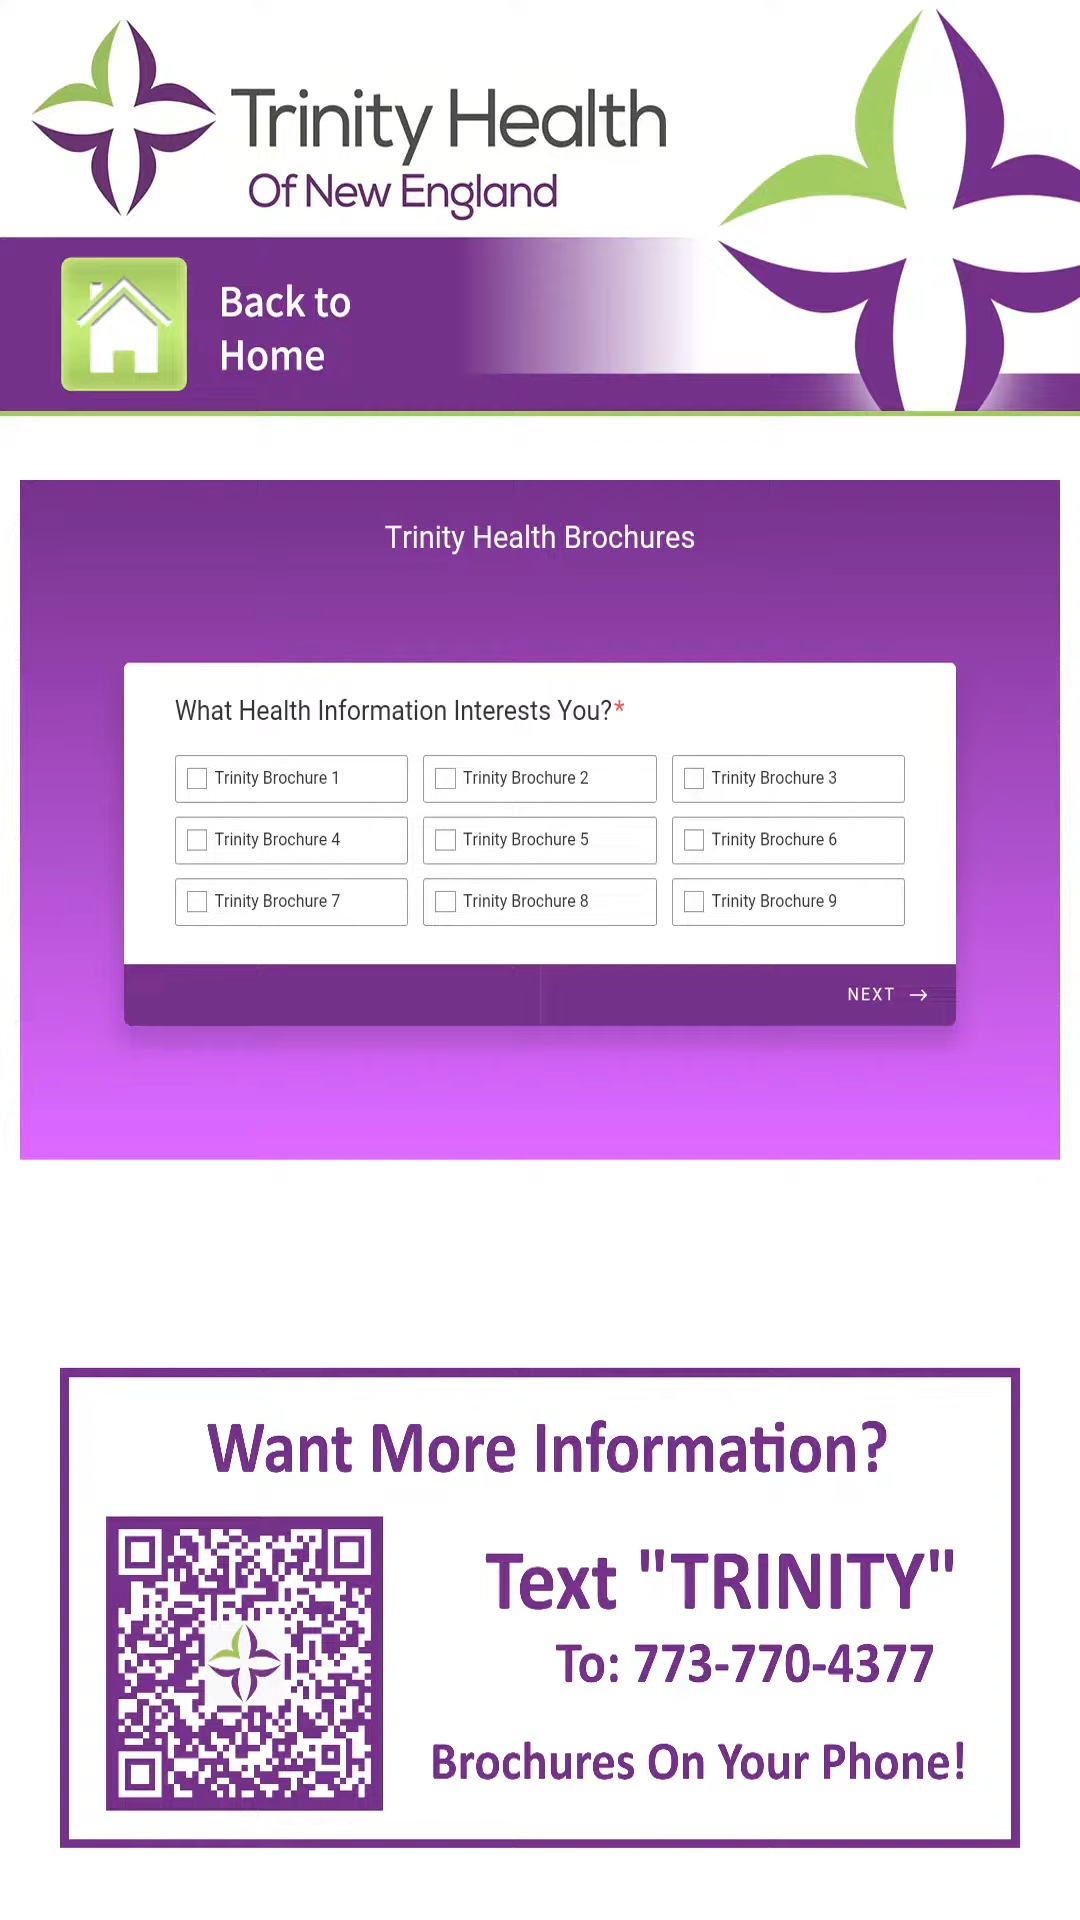 Trinity Health
Of New England
Back to
Home
Trinity Health Brochures
What Health Information Interests You?*
Trinity Brochure 1
Trinity Brochure 2
Trinity Brochure 3
Trinity Brochure 4
Trinity Brochure 5
Trinity Brochure 6
Trinity Brochure 7
Trinity Brochure 8
Trinity Brochure 9
NEXT →
Want More Information?
Text "TRINITY"
To: 773-770-4377
Brochures On Your Phone!